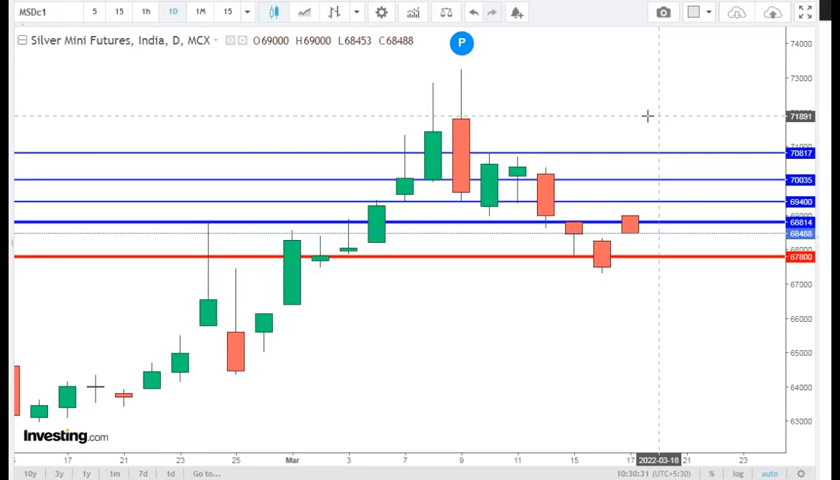 MSDc1 5 15 1h 1D 1M 15
Silver Mini Futures, India, D, MCX O69000 H69000 L68453 C68488
P
74000
73000
71891
70817
70035
69400
68814
68488
67800
67000
66000
65000
64000
63000
Investing.com
17 21 23 Mar 3 7 9 11 15 17 2022-03-18 21 23
10y 3y 1y 1m 7d 1d Go to... 10:30:31 (UTC+5:30) % log auto